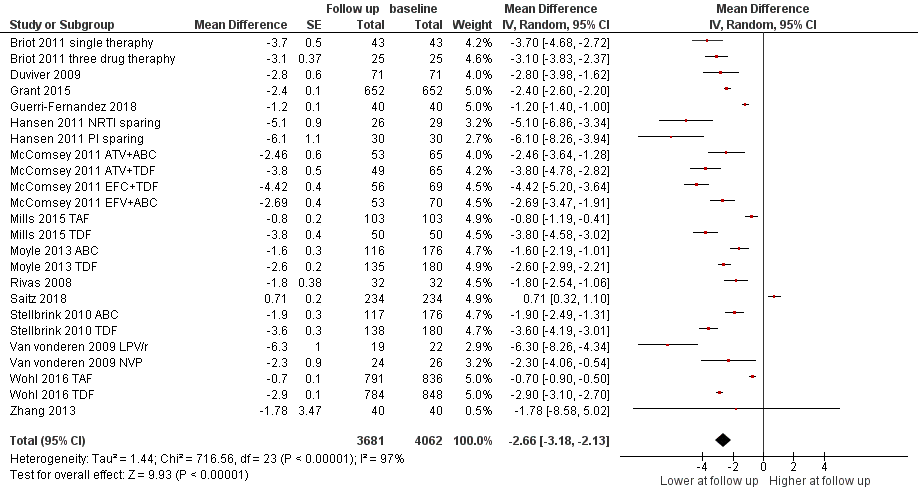 Follow up baseline Mean Difference Mean Difference
Study or Subgroup Mean Difference SE Total Total Weight IV, Random, 95% CI IV, Random, 95% CI
Briot 2011 single theraphy -3.7 0.5 43 43 4.2% -3.70 [-4.68, -2.72]
Briot 2011 three drug theraphy -3.1 0.37 25 25 4.5% -3.10 [-3.83, -2.37]
Duviver 2009 -2.8 0.6 71 71 4.0% -2.80 [-3.98, -1.62]
Grant 2015 -2.4 0.1 652 652 4.9% -2.40 [-2.60, -2.20]
Guerri-Fernandez 2018 -1.2 0.1 40 40 4.9% -1.20 [-1.40, -1.00]
Hansen 2011 NRTI sparing -5.1 0.9 26 29 3.2% -5.10 [-6.86, -3.34]
Hansen 2011 PI sparing -6.1 1.1 30 30 2.7% -6.10 [-8.26, -3.94]
McComsey 2011 ATV+ABC -2.46 0.6 53 65 4.0% -2.46 [-3.64, -1.28]
McComsey 2011 ATV+TDF -3.8 0.5 49 65 4.2% -3.80 [-4.78, -2.82]
McComsey 2011 EFC+TDF -4.42 0.4 56 69 4.5% -4.42 [-5.20, -3.64]
McComsey 2011 EFV+ABC -2.69 0.4 53 70 4.5% -2.69 [-3.47, -1.91]
Mills 2015 TAF -0.8 0.2 103 103 4.9% -0.80 [-1.19, -0.41]
Mills 2015 TDF -3.8 0.4 50 50 4.5% -3.80 [-4.58, -3.02]
Moyle 2013 ABC -1.6 0.3 116 176 4.7% -1.60 [-2.19, -1.01]
Moyle 2013 TDF -2.6 0.2 135 180 4.9% -2.60 [-2.99, -2.21]
Rivas 2008 -1.8 0.38 32 32 4.5% -1.80 [-2.54, -1.06]
Saitz 2018 0.71 0.2 234 234 4.9% 0.71 [0.32, 1.10]
Stellbrink 2010 ABC -1.9 0.3 117 176 4.7% -1.90 [-2.49, -1.31]
Stellbrink 2010 TDF -3.6 0.3 138 180 4.7% -3.60 [-4.19, -3.01]
Van vonderen 2009 LPV/r -6.3 1 19 22 2.9% -6.30 [-8.26, -4.34]
Van vonderen 2009 NVP -2.3 0.9 24 26 3.2% -2.30 [-4.06, -0.54]
Wohl 2016 TAF -0.7 0.1 791 836 4.9% -0.70 [-0.90, -0.50]
Wohl 2016 TDF -2.9 0.1 784 848 4.9% -2.90 [-3.10, -2.70]
Zhang 2013 -1.78 3.47 40 40 0.5% -1.78 [-8.58, 5.02]
Total (95% CI) 3681 4062 100.0% -2.66 [-3.18, -2.13]
Heterogeneity: Tau² = 1.44; Chi² = 716.56, df = 23 (P < 0.00001); I² = 97%
Test for overall effect: Z = 9.93 (P < 0.00001)
-4 -2 0 2 4
Lower at follow up Higher at follow up